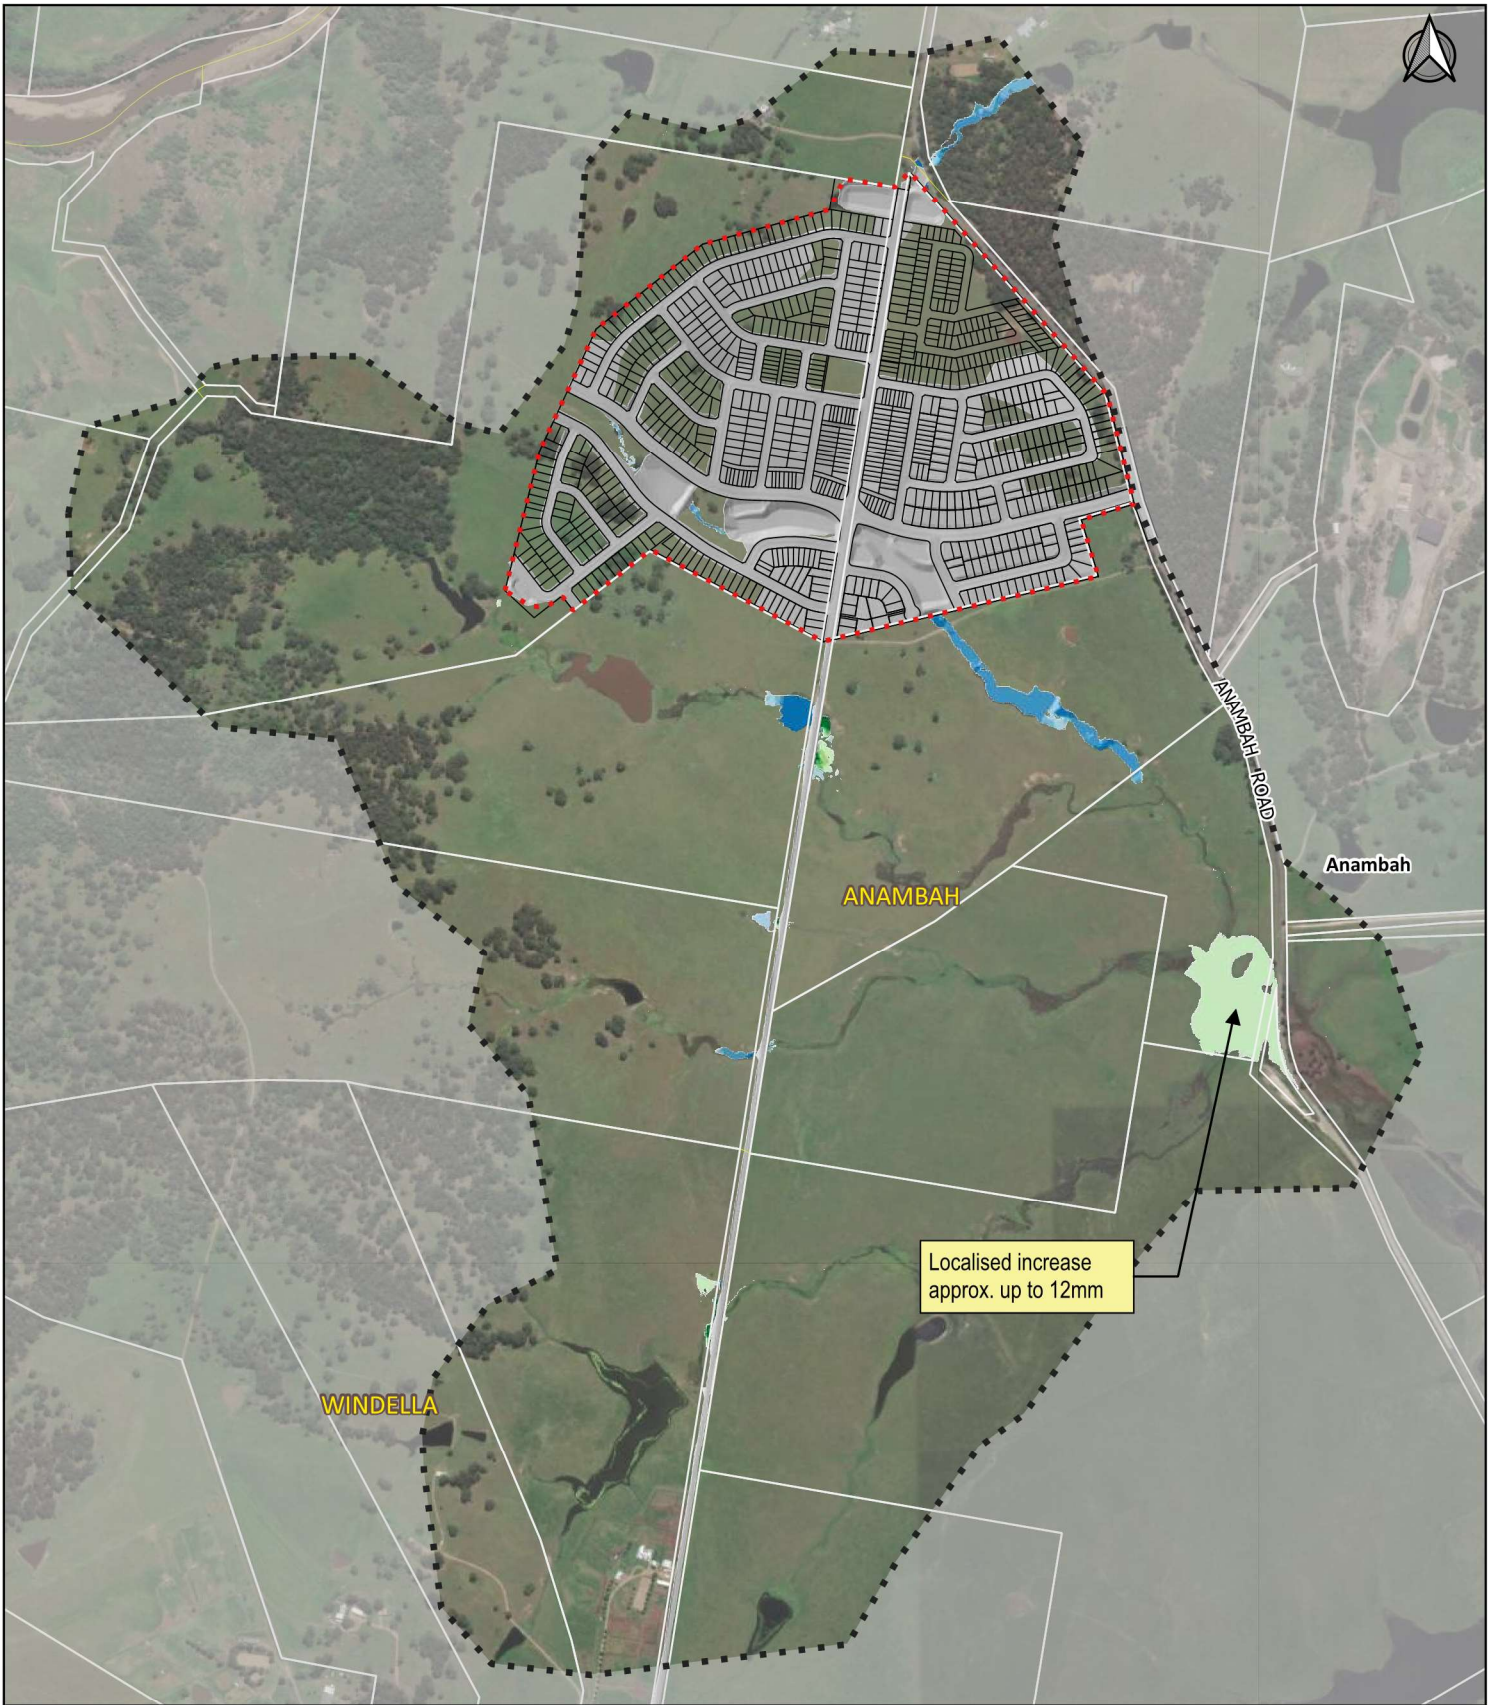 ANAMBAH ROAD
Anambah
ANAMBAH
Localised increase
approx. up to 12mm
WINDELLA